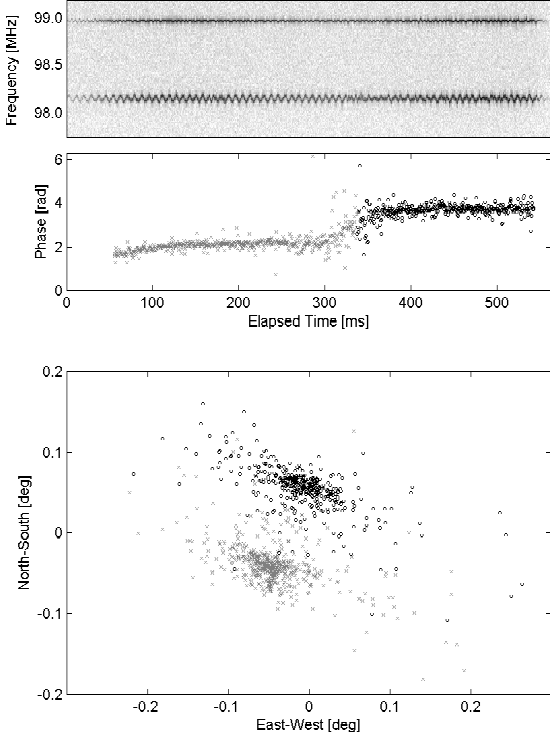 99.0
98.5
98.0
Frequency [MHz]
6
4
2
0
Phase [rad]
0 100 200 300 400 500
Elapsed Time [ms]
0.2
0.1
0
-0.1
-0.2
North-South [deg]
-0.2 -0.1 0 0.1 0.2
East-West [deg]